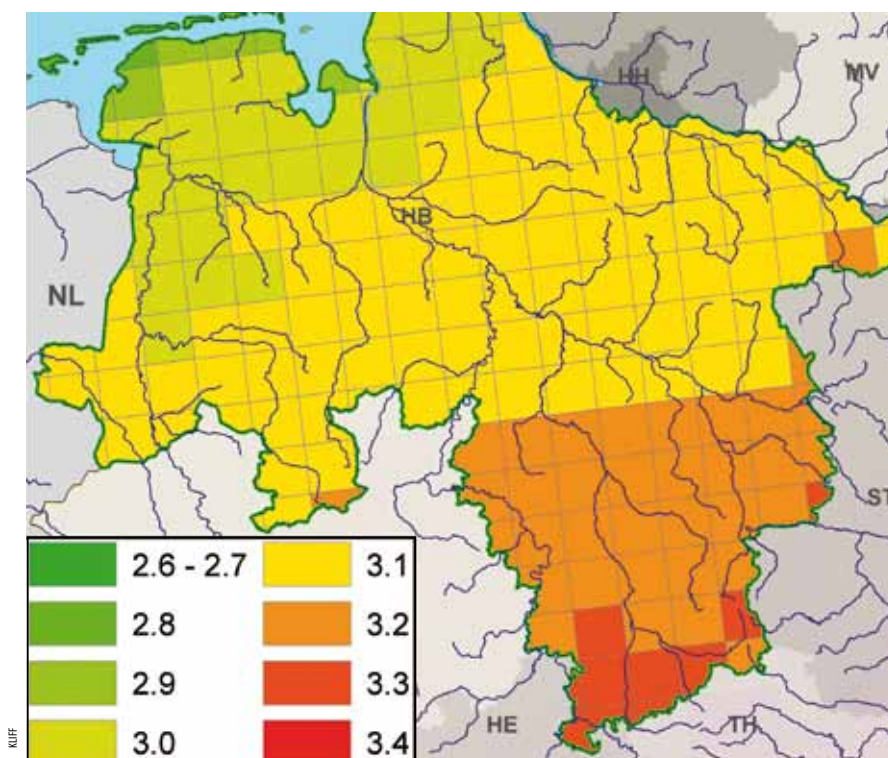 HH
MV
HB
NL
ST
2.6 - 2.7 3.1
2.8 3.2
2.9 3.3
3.0 3.4
HE
TH
KLIFF